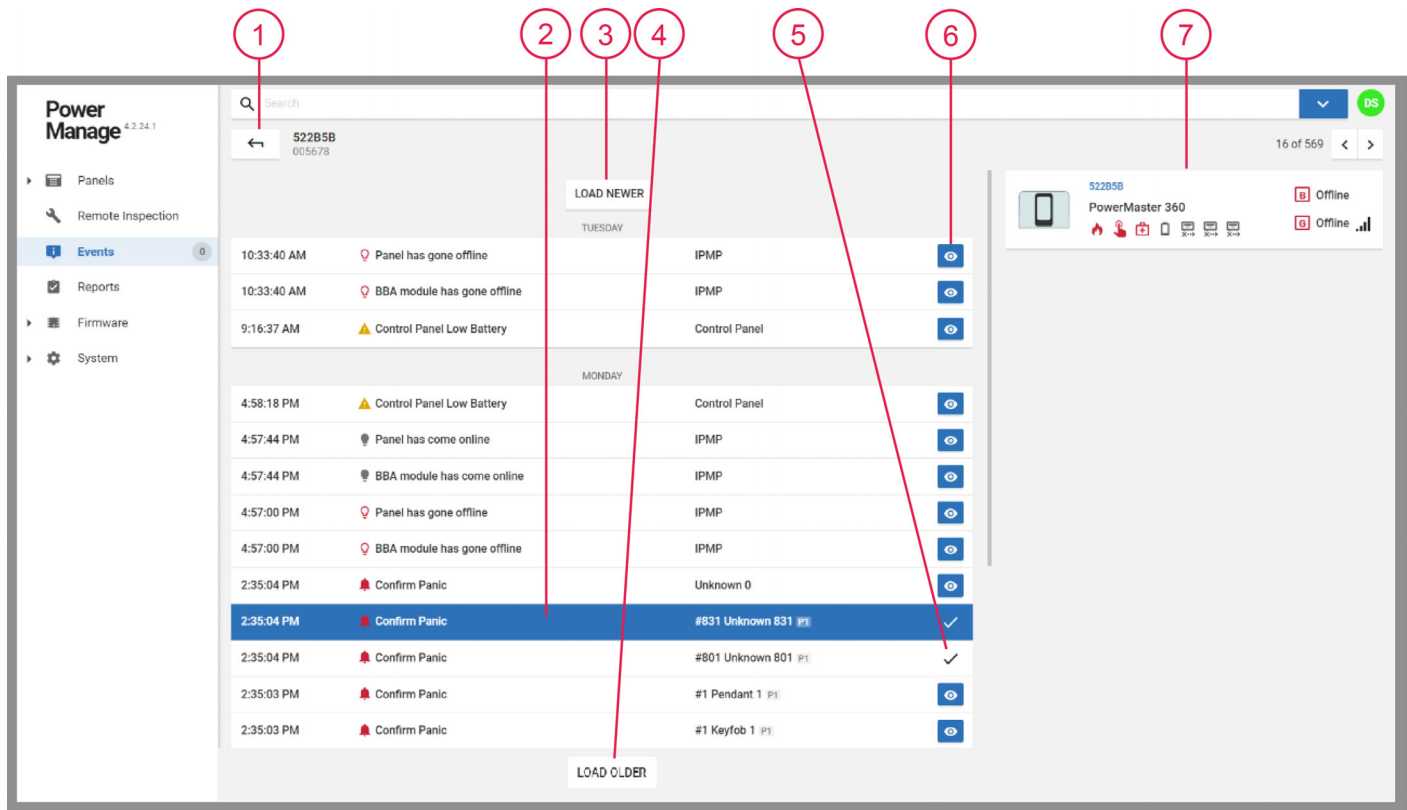 1 2 3 4 5 6 7
Power
Manage 4.2.24.1
Search
DS
522B5B
005678
16 of 569
Panels
Remote Inspection
Events 0
Reports
Firmware
System
LOAD NEWER
TUESDAY
10:33:40 AM Panel has gone offline IPMP
10:33:40 AM BBA module has gone offline IPMP
9:16:37 AM Control Panel Low Battery Control Panel
MONDAY
4:58:18 PM Control Panel Low Battery Control Panel
4:57:44 PM Panel has come online IPMP
4:57:44 PM BBA module has come online IPMP
4:57:00 PM Panel has gone offline IPMP
4:57:00 PM BBA module has gone offline IPMP
2:35:04 PM Confirm Panic Unknown 0
2:35:04 PM Confirm Panic #831 Unknown 831 P1
2:35:04 PM Confirm Panic #801 Unknown 801 P1
2:35:03 PM Confirm Panic #1 Pendant 1 P1
2:35:03 PM Confirm Panic #1 Keyfob 1 P1
LOAD OLDER
522B5B
PowerMaster 360
B Offline
G Offline